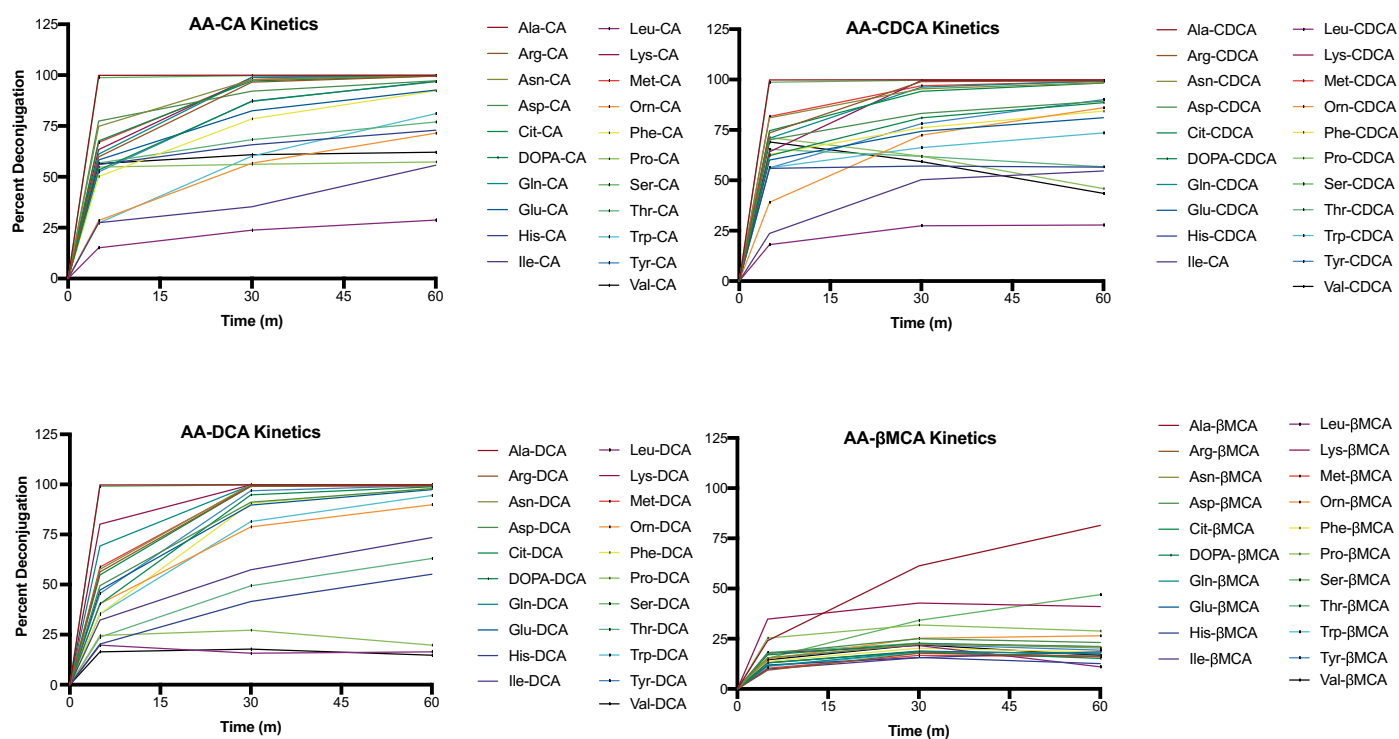 AA-CA Kinetics
Percent Deconjugation
125
100
75
50
25
0
0 15 30 45 60
Time (m)
Ala-CA
Arg-CA
Asn-CA
Asp-CA
Cit-CA
DOPA-CA
Gln-CA
Glu-CA
His-CA
Ile-CA
Leu-CA
Lys-CA
Met-CA
Orn-CA
Phe-CA
Pro-CA
Ser-CA
Thr-CA
Trp-CA
Tyr-CA
Val-CA
AA-CDCA Kinetics
125
100
75
50
25
0
0 15 30 45 60
Time (m)
Ala-CDCA
Arg-CDCA
Asn-CDCA
Asp-CDCA
Cit-CDCA
DOPA-CDCA
Gln-CDCA
Glu-CDCA
His-CDCA
Ile-CA
Leu-CDCA
Lys-CDCA
Met-CDCA
Orn-CDCA
Phe-CDCA
Pro-CDCA
Ser-CDCA
Thr-CDCA
Trp-CDCA
Tyr-CDCA
Val-CDCA
AA-DCA Kinetics
Percent Deconjugation
125
100
75
50
25
0
0 15 30 45 60
Time (m)
Ala-DCA
Arg-DCA
Asn-DCA
Asp-DCA
Cit-DCA
DOPA-DCA
Gln-DCA
Glu-DCA
His-DCA
Ile-DCA
Leu-DCA
Lys-DCA
Met-DCA
Orn-DCA
Phe-DCA
Pro-DCA
Ser-DCA
Thr-DCA
Trp-DCA
Tyr-DCA
Val-DCA
AA-βMCA Kinetics
125
100
75
50
25
0
0 15 30 45 60
Time (m)
Ala-βMCA
Arg-βMCA
Asn-βMCA
Asp-βMCA
Cit-βMCA
DOPA-βMCA
Gln-βMCA
Glu-βMCA
His-βMCA
Ile-βMCA
Leu-βMCA
Lys-βMCA
Met-βMCA
Orn-βMCA
Phe-βMCA
Pro-βMCA
Ser-βMCA
Thr-βMCA
Trp-βMCA
Tyr-βMCA
Val-βMCA